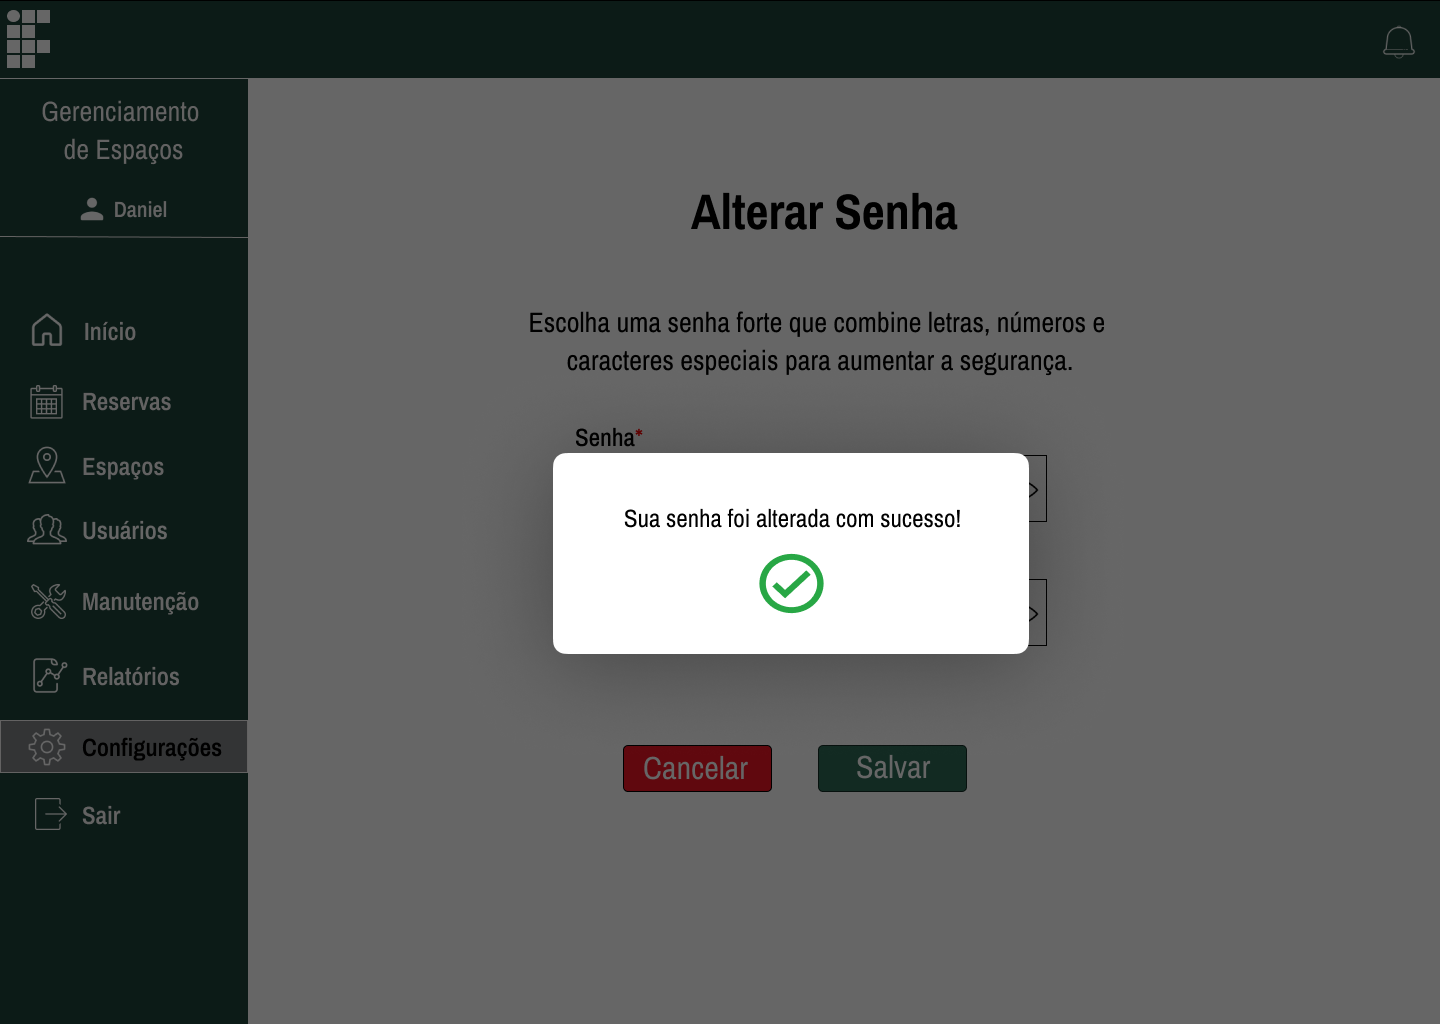 Gerenciamento
de Espaços
Daniel
Início
Reservas
Espaços
Usuários
Manutenção
Relatórios
Configurações
Sair
Alterar Senha
Escolha uma senha forte que combine letras, números e
caracteres especiais para aumentar a segurança.
Senha*
Sua senha foi alterada com sucesso!
Cancelar
Salvar